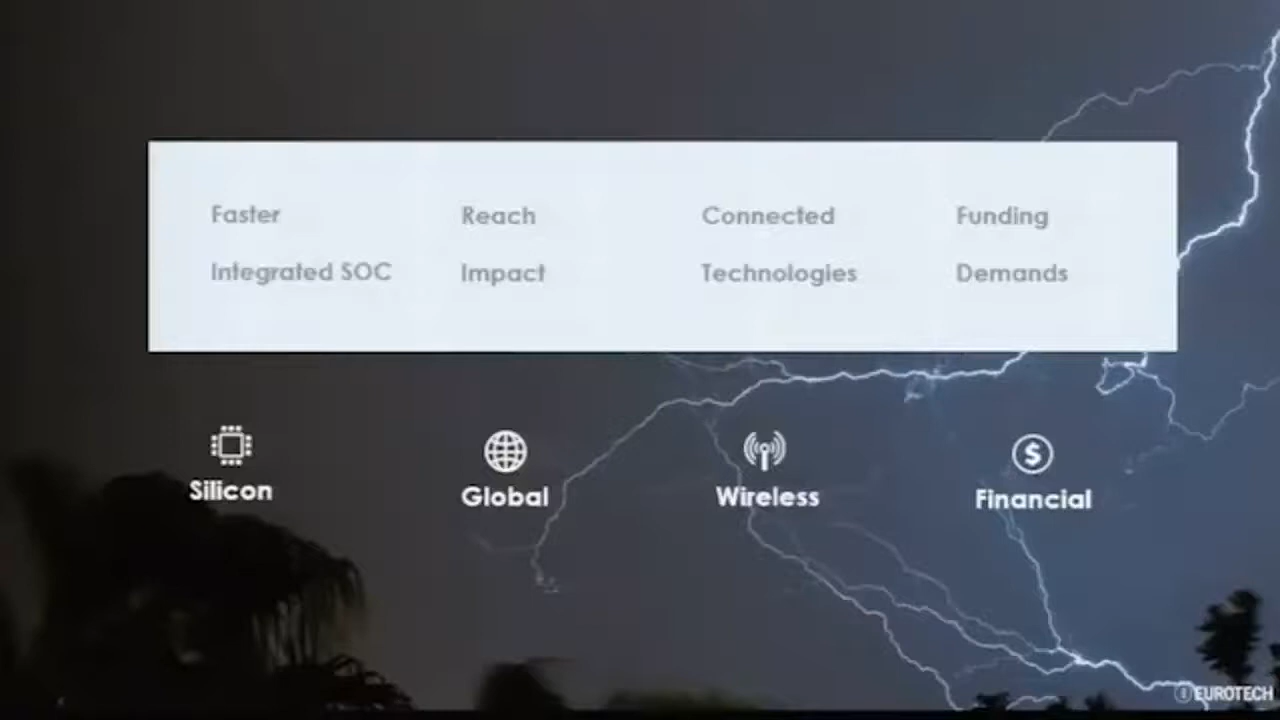 Faster Reach Connected Funding
Integrated SOC Impact Technologies Demands
Silicon Global Wireless Financial
EUROTECH